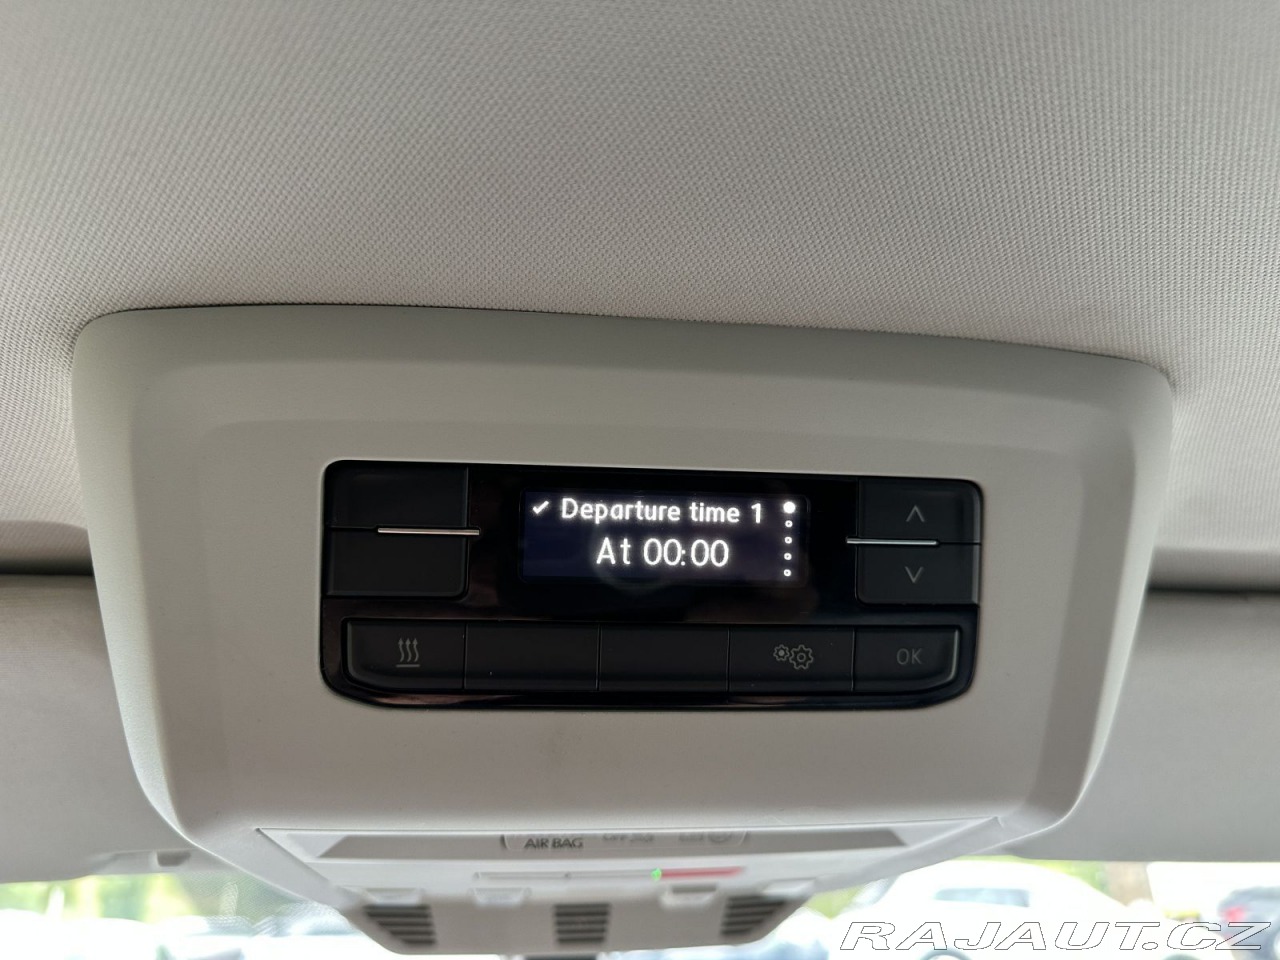 ✓ Departure time 1
At 00:00
OK
AIR BAG
RAJAUT.CZ